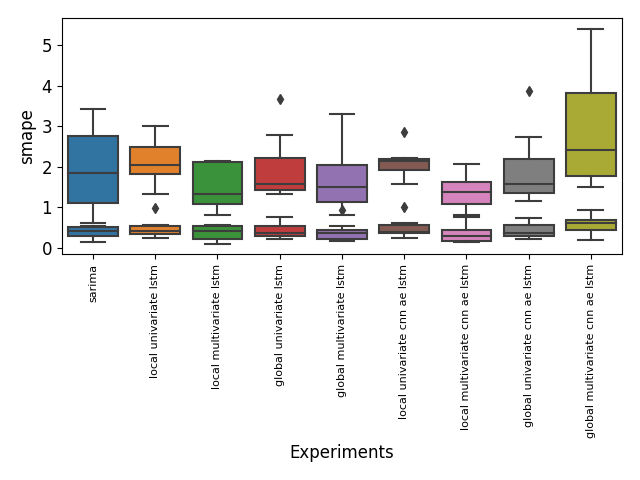 smape
5
4
3
2
1
0
sarima
local univariate lstm
local multivariate lstm
global univariate lstm
global multivariate lstm
local univariate cnn ae lstm
local multivariate cnn ae lstm
global univariate cnn ae lstm
global multivariate cnn ae lstm
Experiments